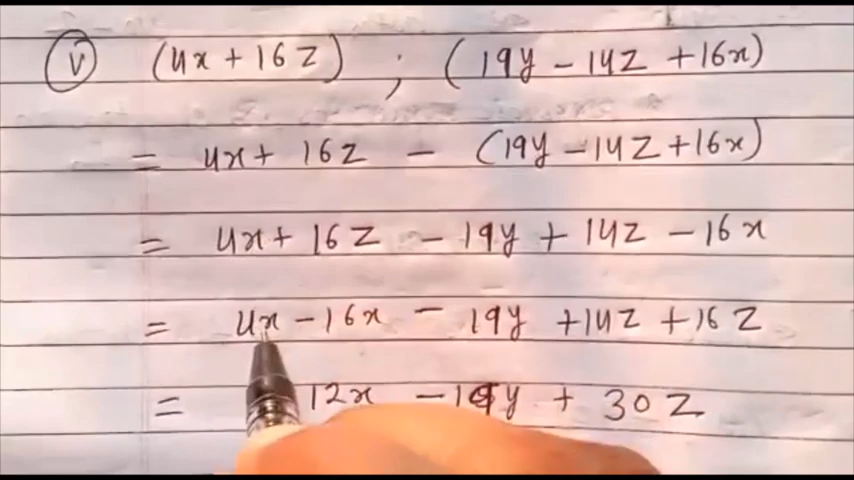 v (4x + 16z) ; (19y - 14z + 16x)
= 4x + 16z - (19y - 14z + 16x)
= 4x + 16z - 19y + 14z - 16x
= 4x - 16x - 19y + 14z + 16z
= 12x - 19y + 30z